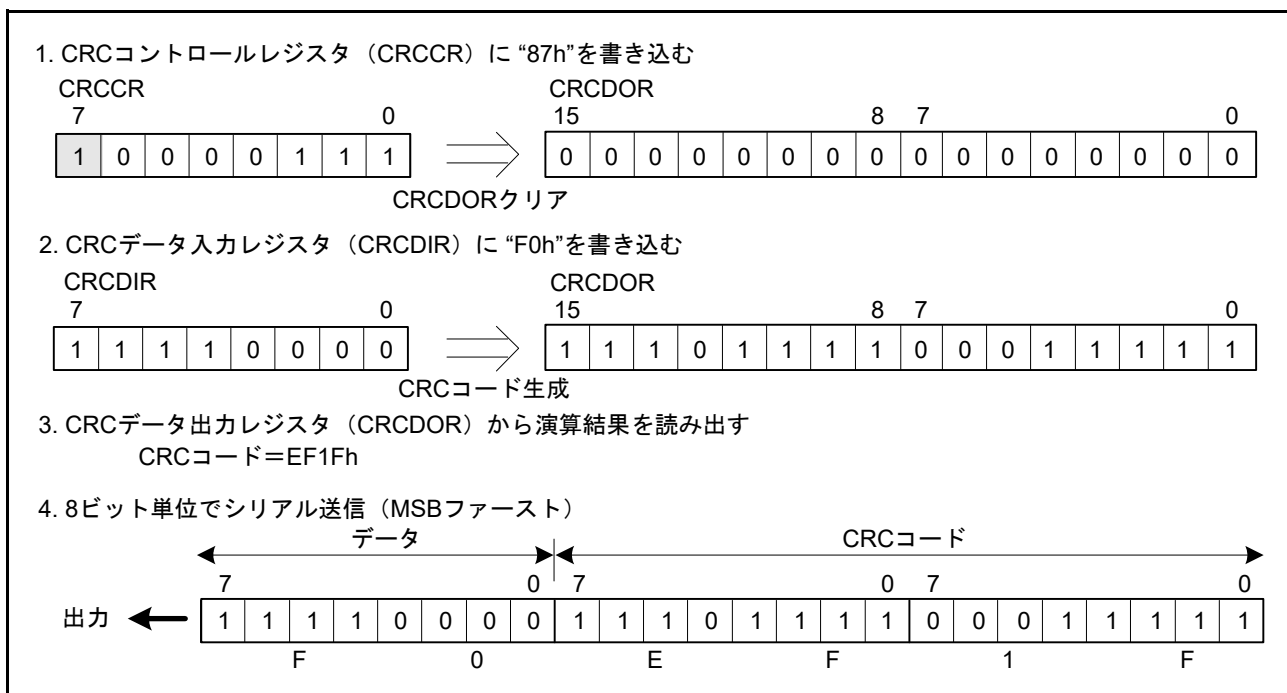 1. CRCコントロールレジスタ（CRCCR）に “87h”を書き込む
CRCCR CRCDOR
7 0 15 8 7 0
1 0 0 0 0 1 1 1 0 0 0 0 0 0 0 0 0 0 0 0 0 0 0 0
CRCDORクリア
2. CRCデータ入力レジスタ（CRCDIR）に “F0h”を書き込む
CRCDIR CRCDOR
7 0 15 8 7 0
1 1 1 1 0 0 0 0 1 1 1 0 1 1 1 1 0 0 0 1 1 1 1 1
CRCコード生成
3. CRCデータ出力レジスタ（CRCDOR）から演算結果を読み出す
CRCコード＝EF1Fh
4. 8ビット単位でシリアル送信（MSBファースト）
データ CRCコード
7 0 7 0 7 0
出力 1 1 1 1 0 0 0 0 1 1 1 0 1 1 1 1 0 0 0 1 1 1 1 1
F 0 E F 1 F